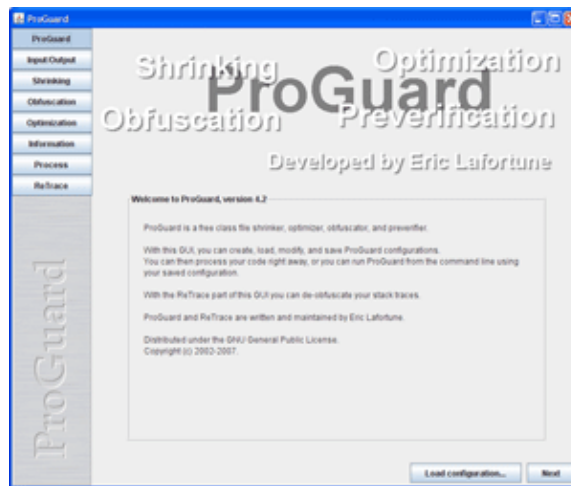 ProGuard
ProGuard
Input/Output
Shrinking
Obfuscation
Optimization
Information
Process
ReTrace
ProGuard
Shrinking
Optimization
ProGuard
Obfuscation
Preverification
Developed by Eric Lafortune
Welcome to ProGuard, version 4.2
ProGuard is a free class file shrinker, optimizer, obfuscator, and preverifier.
With this GUI, you can create, load, modify, and save ProGuard configurations.
You can then process your code right away, or you can run ProGuard from the command line using
your saved configuration.
With the ReTrace part of this GUI you can de-obfuscate your stack traces.
ProGuard and ReTrace are written and maintained by Eric Lafortune.
Distributed under the GNU General Public License.
Copyright (c) 2002-2007.
Load configuration...
Next